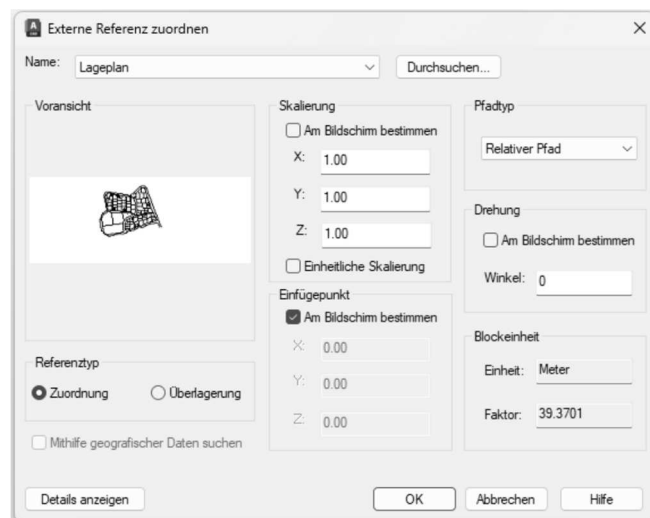 Externe Referenz zuordnen
Name: Lageplan Durchsuchen...
Voransicht
Referenztyp
Zuordnung Überlagerung
Mithilfe geografischer Daten suchen
Skalierung
Am Bildschirm bestimmen
X: 1.00
Y: 1.00
Z: 1.00
Einheitliche Skalierung
Einfügepunkt
Am Bildschirm bestimmen
X: 0.00
Y: 0.00
Z: 0.00
Pfadtyp
Relativer Pfad
Drehung
Am Bildschirm bestimmen
Winkel: 0
Blockeinheit
Einheit: Meter
Faktor: 39.3701
Details anzeigen OK Abbrechen Hilfe